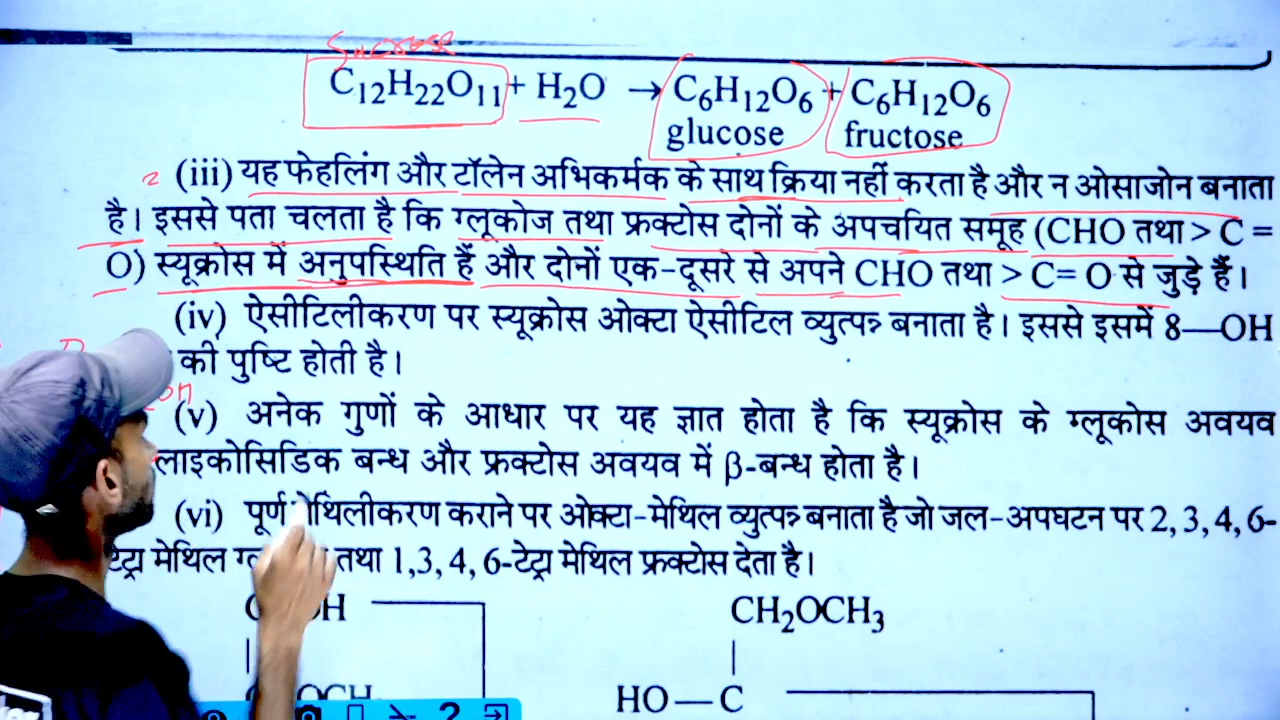 Sucrose
C12H22O11 + H2O → C6H12O6 + C6H12O6
glucose fructose
(iii) यह फेहलिंग और टॉलेन अभिकर्मक के साथ क्रिया नहीं करता है और न ओसाजोन बनाता
है। इससे पता चलता है कि ग्लूकोज तथा फ्रक्टोस दोनों के अपचयित समूह (CHO तथा > C =
O) स्यूक्रोस में अनुपस्थिति हैं और दोनों एक-दूसरे से अपने CHO तथा > C= O से जुड़े हैं।
(iv) ऐसीटिलीकरण पर स्यूक्रोस ओक्टा ऐसीटिल व्युत्पन्न बनाता है। इससे इसमें 8—OH
की पुष्टि होती है।
(v) अनेक गुणों के आधार पर यह ज्ञात होता है कि स्यूक्रोस के ग्लूकोस अवयव
लाइकोसिडिक बन्ध और फ्रक्टोस अवयव में β-बन्ध होता है।
(vi) पूर्ण मेथिलीकरण कराने पर ओक्टा-मेथिल व्युत्पन्न बनाता है जो जल-अपघटन पर 2, 3, 4, 6-
टेट्रा मेथिल तथा 1,3, 4, 6-टेट्रा मेथिल फ्रक्टोस देता है।
CH2OCH3
HO—C